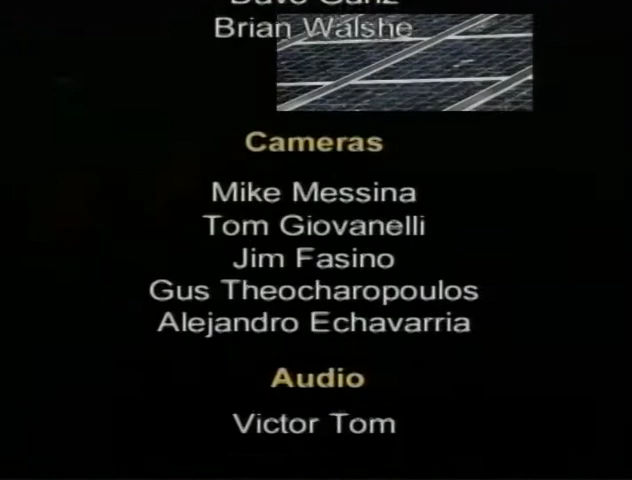 Brian Walshe
Cameras
Mike Messina
Tom Giovanelli
Jim Fasino
Gus Theocharopoulos
Alejandro Echavarria
Audio
Victor Tom